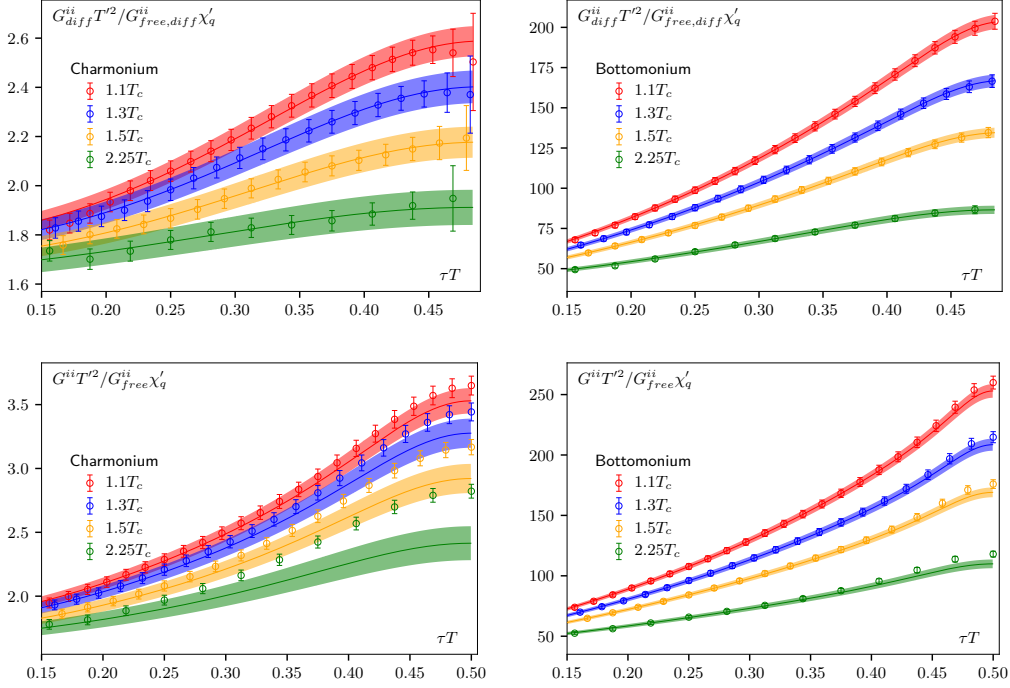 G^{ii}_{diff}T'^2/G^{ii}_{free,diff}χ'_q
2.6
2.4
2.2
2.0
1.8
1.6
Charmonium
1.1T_c
1.3T_c
1.5T_c
2.25T_c
τT
0.15 0.20 0.25 0.30 0.35 0.40 0.45
G^{ii}_{diff}T'^2/G^{ii}_{free,diff}χ'_q
200
175
150
125
100
75
50
Bottomonium
1.1T_c
1.3T_c
1.5T_c
2.25T_c
τT
0.15 0.20 0.25 0.30 0.35 0.40 0.45
G^{ii}T'^2/G^{ii}_{free}χ'_q
3.5
3.0
2.5
2.0
Charmonium
1.1T_c
1.3T_c
1.5T_c
2.25T_c
τT
0.15 0.20 0.25 0.30 0.35 0.40 0.45 0.50
G^{ii}T'^2/G^{ii}_{free}χ'_q
250
200
150
100
50
Bottomonium
1.1T_c
1.3T_c
1.5T_c
2.25T_c
τT
0.15 0.20 0.25 0.30 0.35 0.40 0.45 0.50